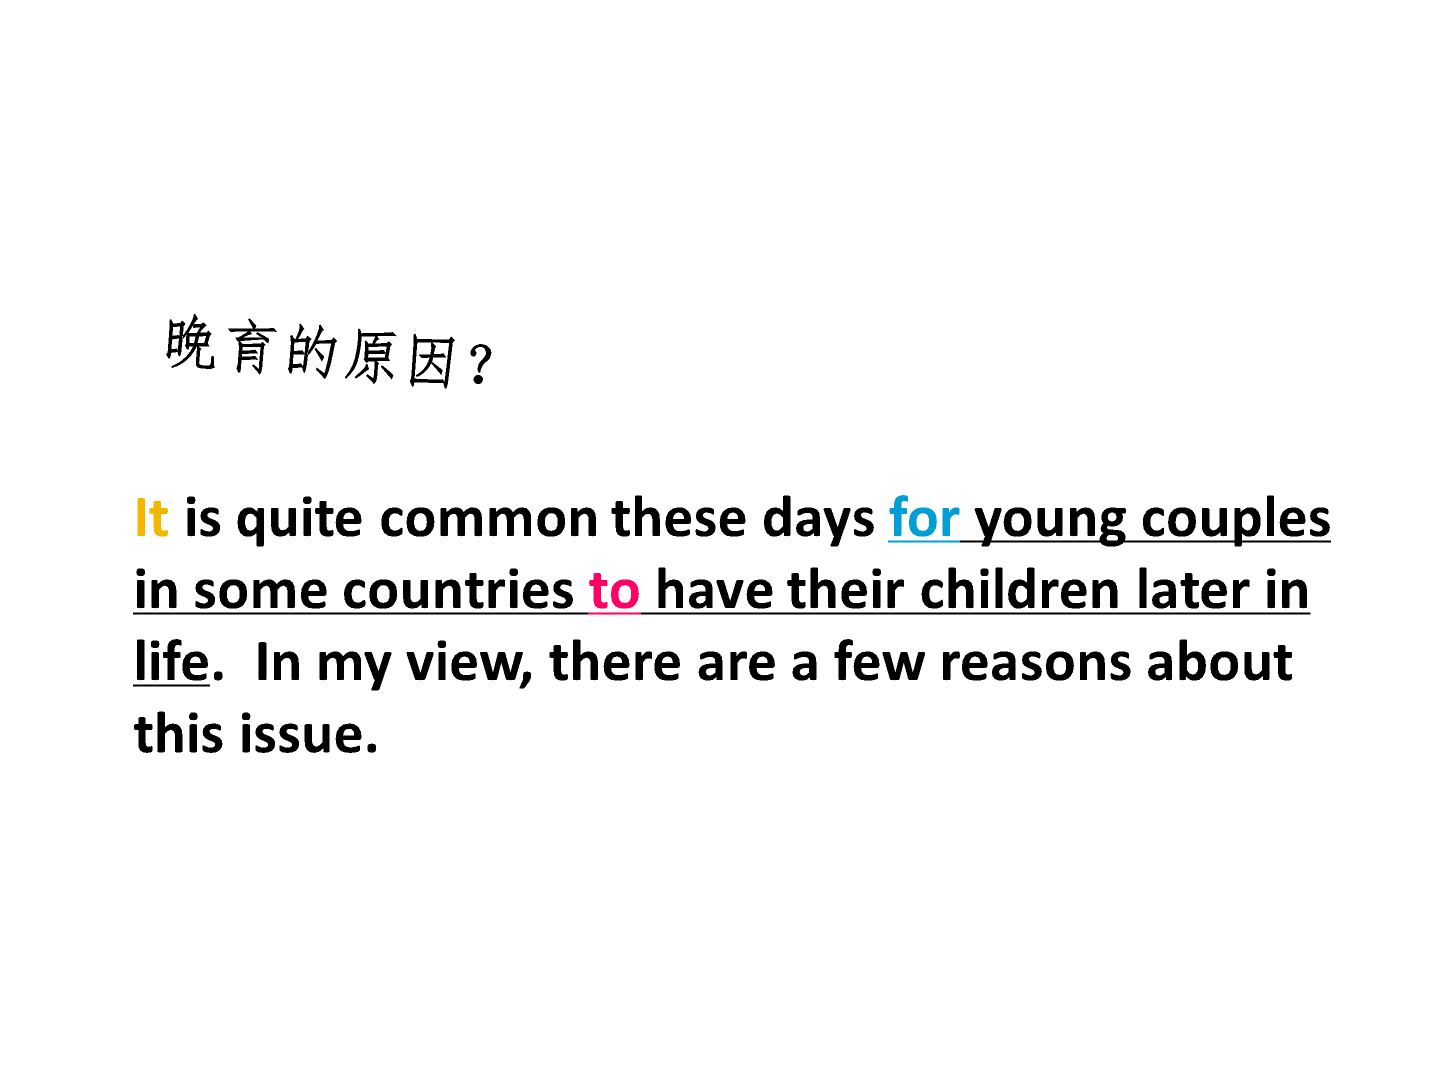 晚育的原因？
It is quite common these days for young couples
in some countries to have their children later in
life.  In my view, there are a few reasons about
this issue.